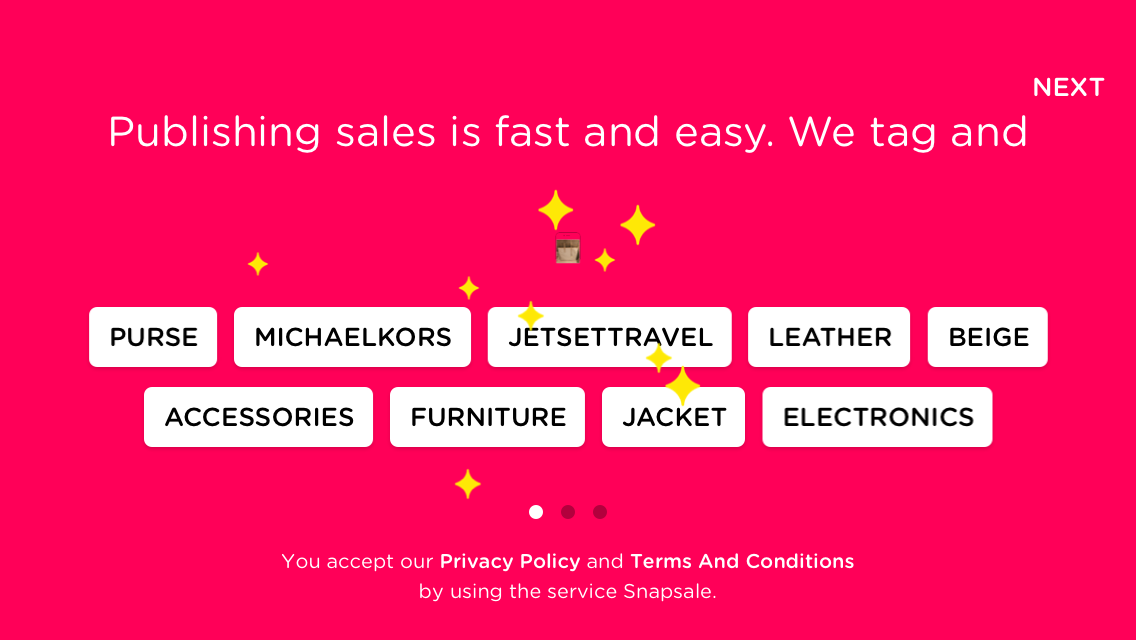 NEXT
Publishing sales is fast and easy. We tag and
PURSE MICHAELKORS JETSETTRAVEL LEATHER BEIGE
ACCESSORIES FURNITURE JACKET ELECTRONICS
You accept our Privacy Policy and Terms And Conditions
by using the service Snapsale.